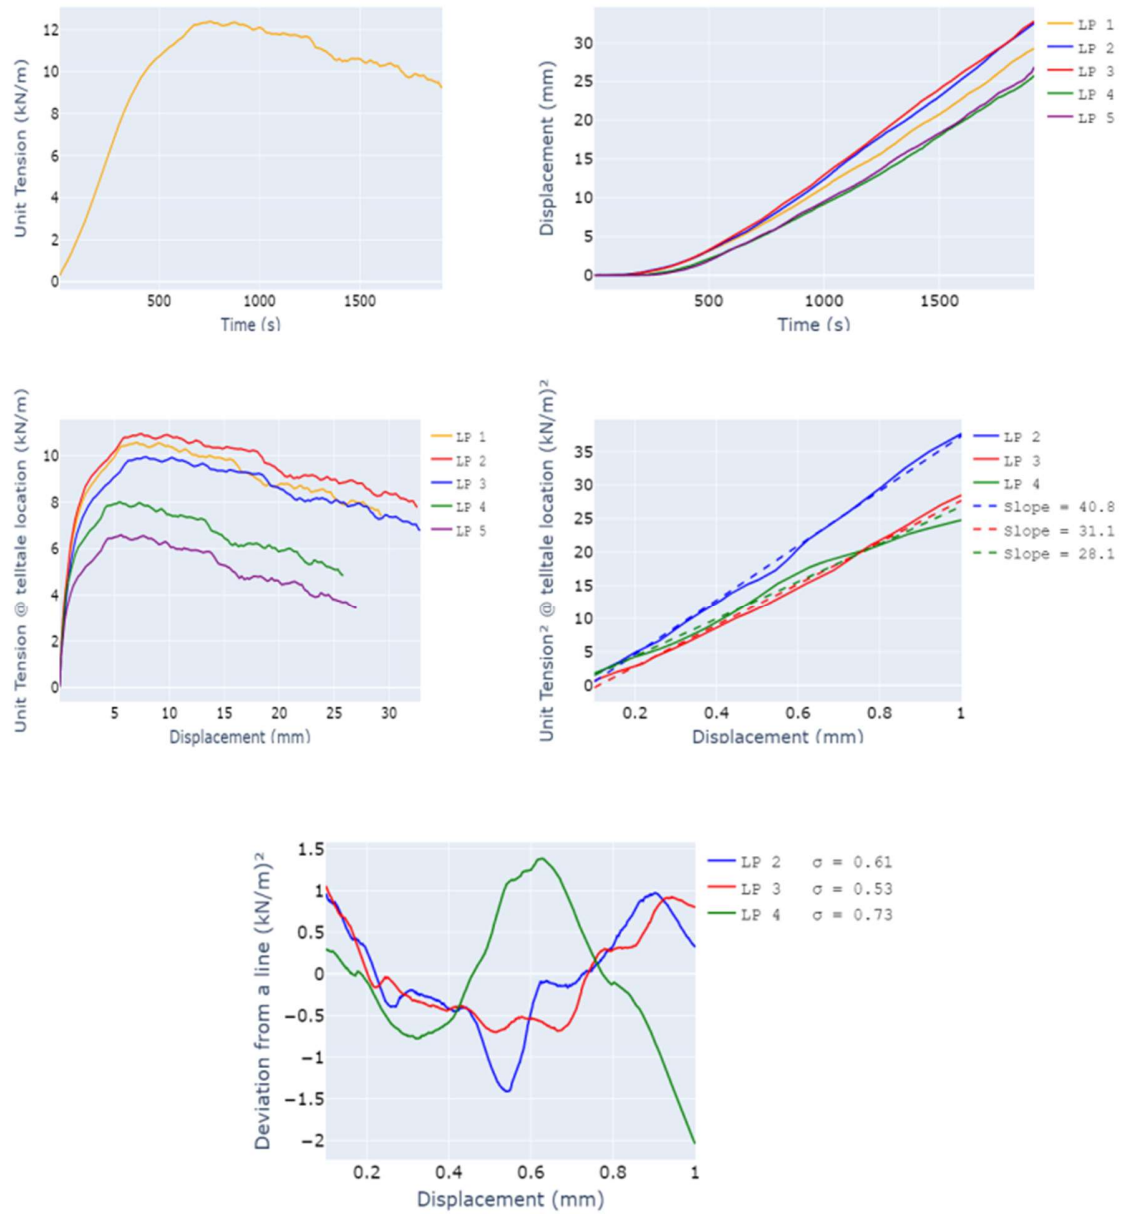 Unit Tension (kN/m)
12
10
8
6
4
2
0
500
1000
1500
Time (s)
Displacement (mm)
30
25
20
15
10
5
0
500
1000
1500
Time (s)
LP 1
LP 2
LP 3
LP 4
LP 5
Unit Tension @ telltale location (kN/m)
10
8
6
4
2
0
5
10
15
20
25
30
Displacement (mm)
LP 1
LP 2
LP 3
LP 4
LP 5
Unit Tension² @ telltale location (kN/m)²
35
30
25
20
15
10
5
0
0.2
0.4
0.6
0.8
1
Displacement (mm)
LP 2
LP 3
LP 4
Slope = 40.8
Slope = 31.1
Slope = 28.1
Deviation from a line (kN/m)²
1.5
1
0.5
0
−0.5
−1
−1.5
−2
0.2
0.4
0.6
0.8
1
Displacement (mm)
LP 2 σ = 0.61
LP 3 σ = 0.53
LP 4 σ = 0.73